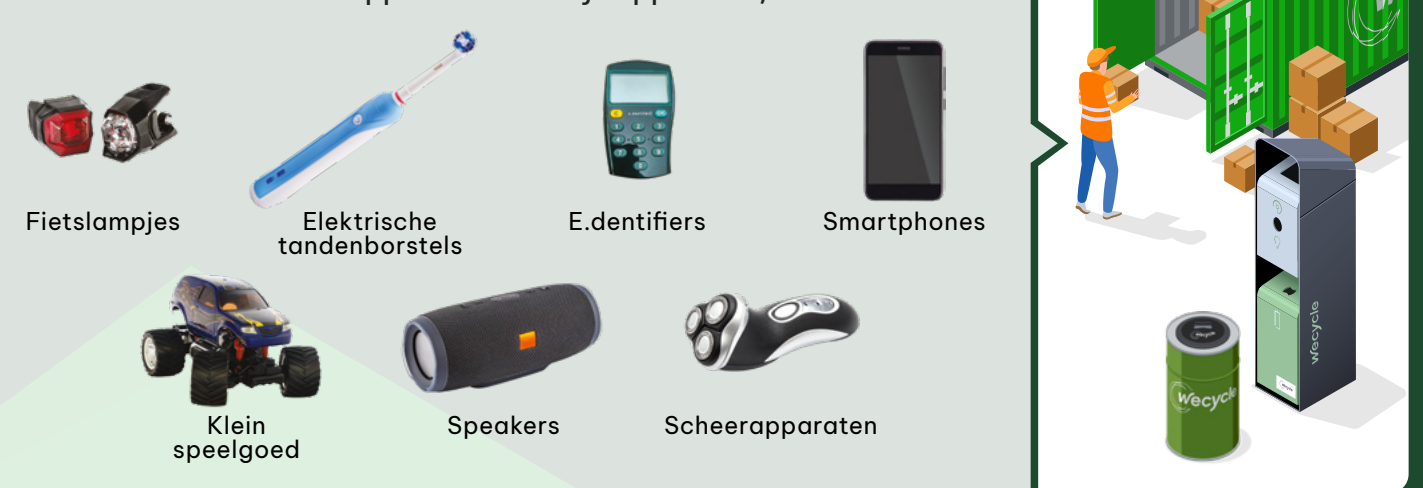 Fietslampjes
Elektrische
tandenborstels
E.dentifiers
Smartphones
Klein
speelgoed
Speakers
Scheerapparaten
wecycle
wecycle